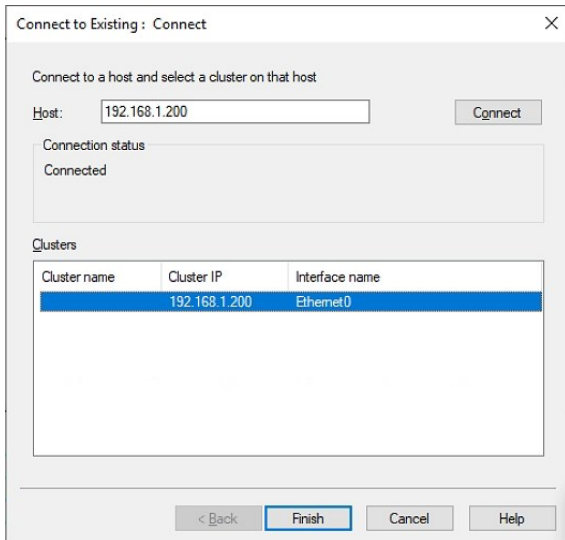 Connect to Existing : Connect
Connect to a host and select a cluster on that host
Host: 192.168.1.200 Connect
Connection status
Connected
Clusters
Cluster name Cluster IP Interface name
192.168.1.200 Ethernet0
< Back Finish Cancel Help